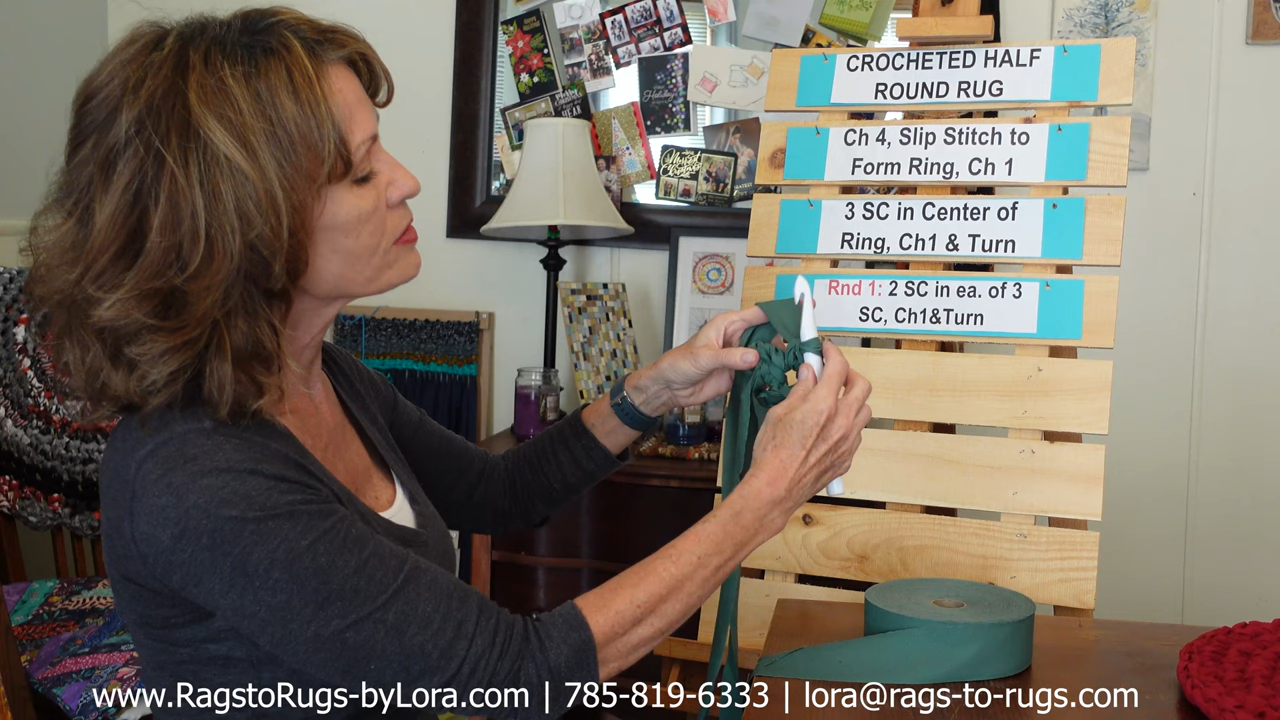 CROCHETED HALF
ROUND RUG
Ch 4, Slip Stitch to
Form Ring, Ch 1
3 SC in Center of
Ring, Ch1 & Turn
Rnd 1: 2 SC in ea. of 3
SC, Ch1&Turn
www.RagstoRugs-byLora.com | 785-819-6333 | lora@rags-to-rugs.com